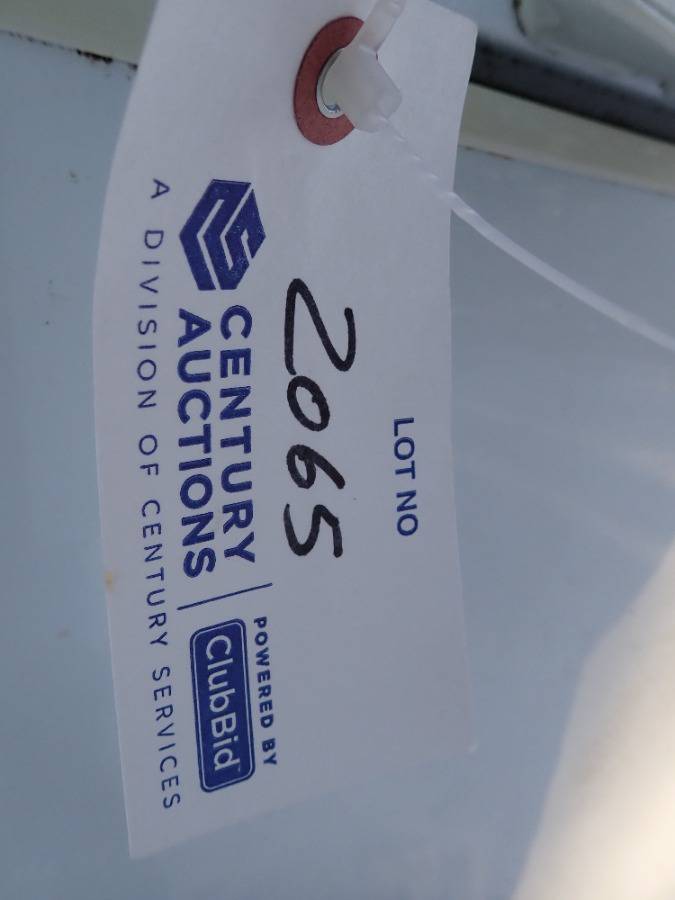 LOT NO
2065
CENTURY
AUCTIONS
POWERED BY
ClubBid
A DIVISION OF CENTURY SERVICES